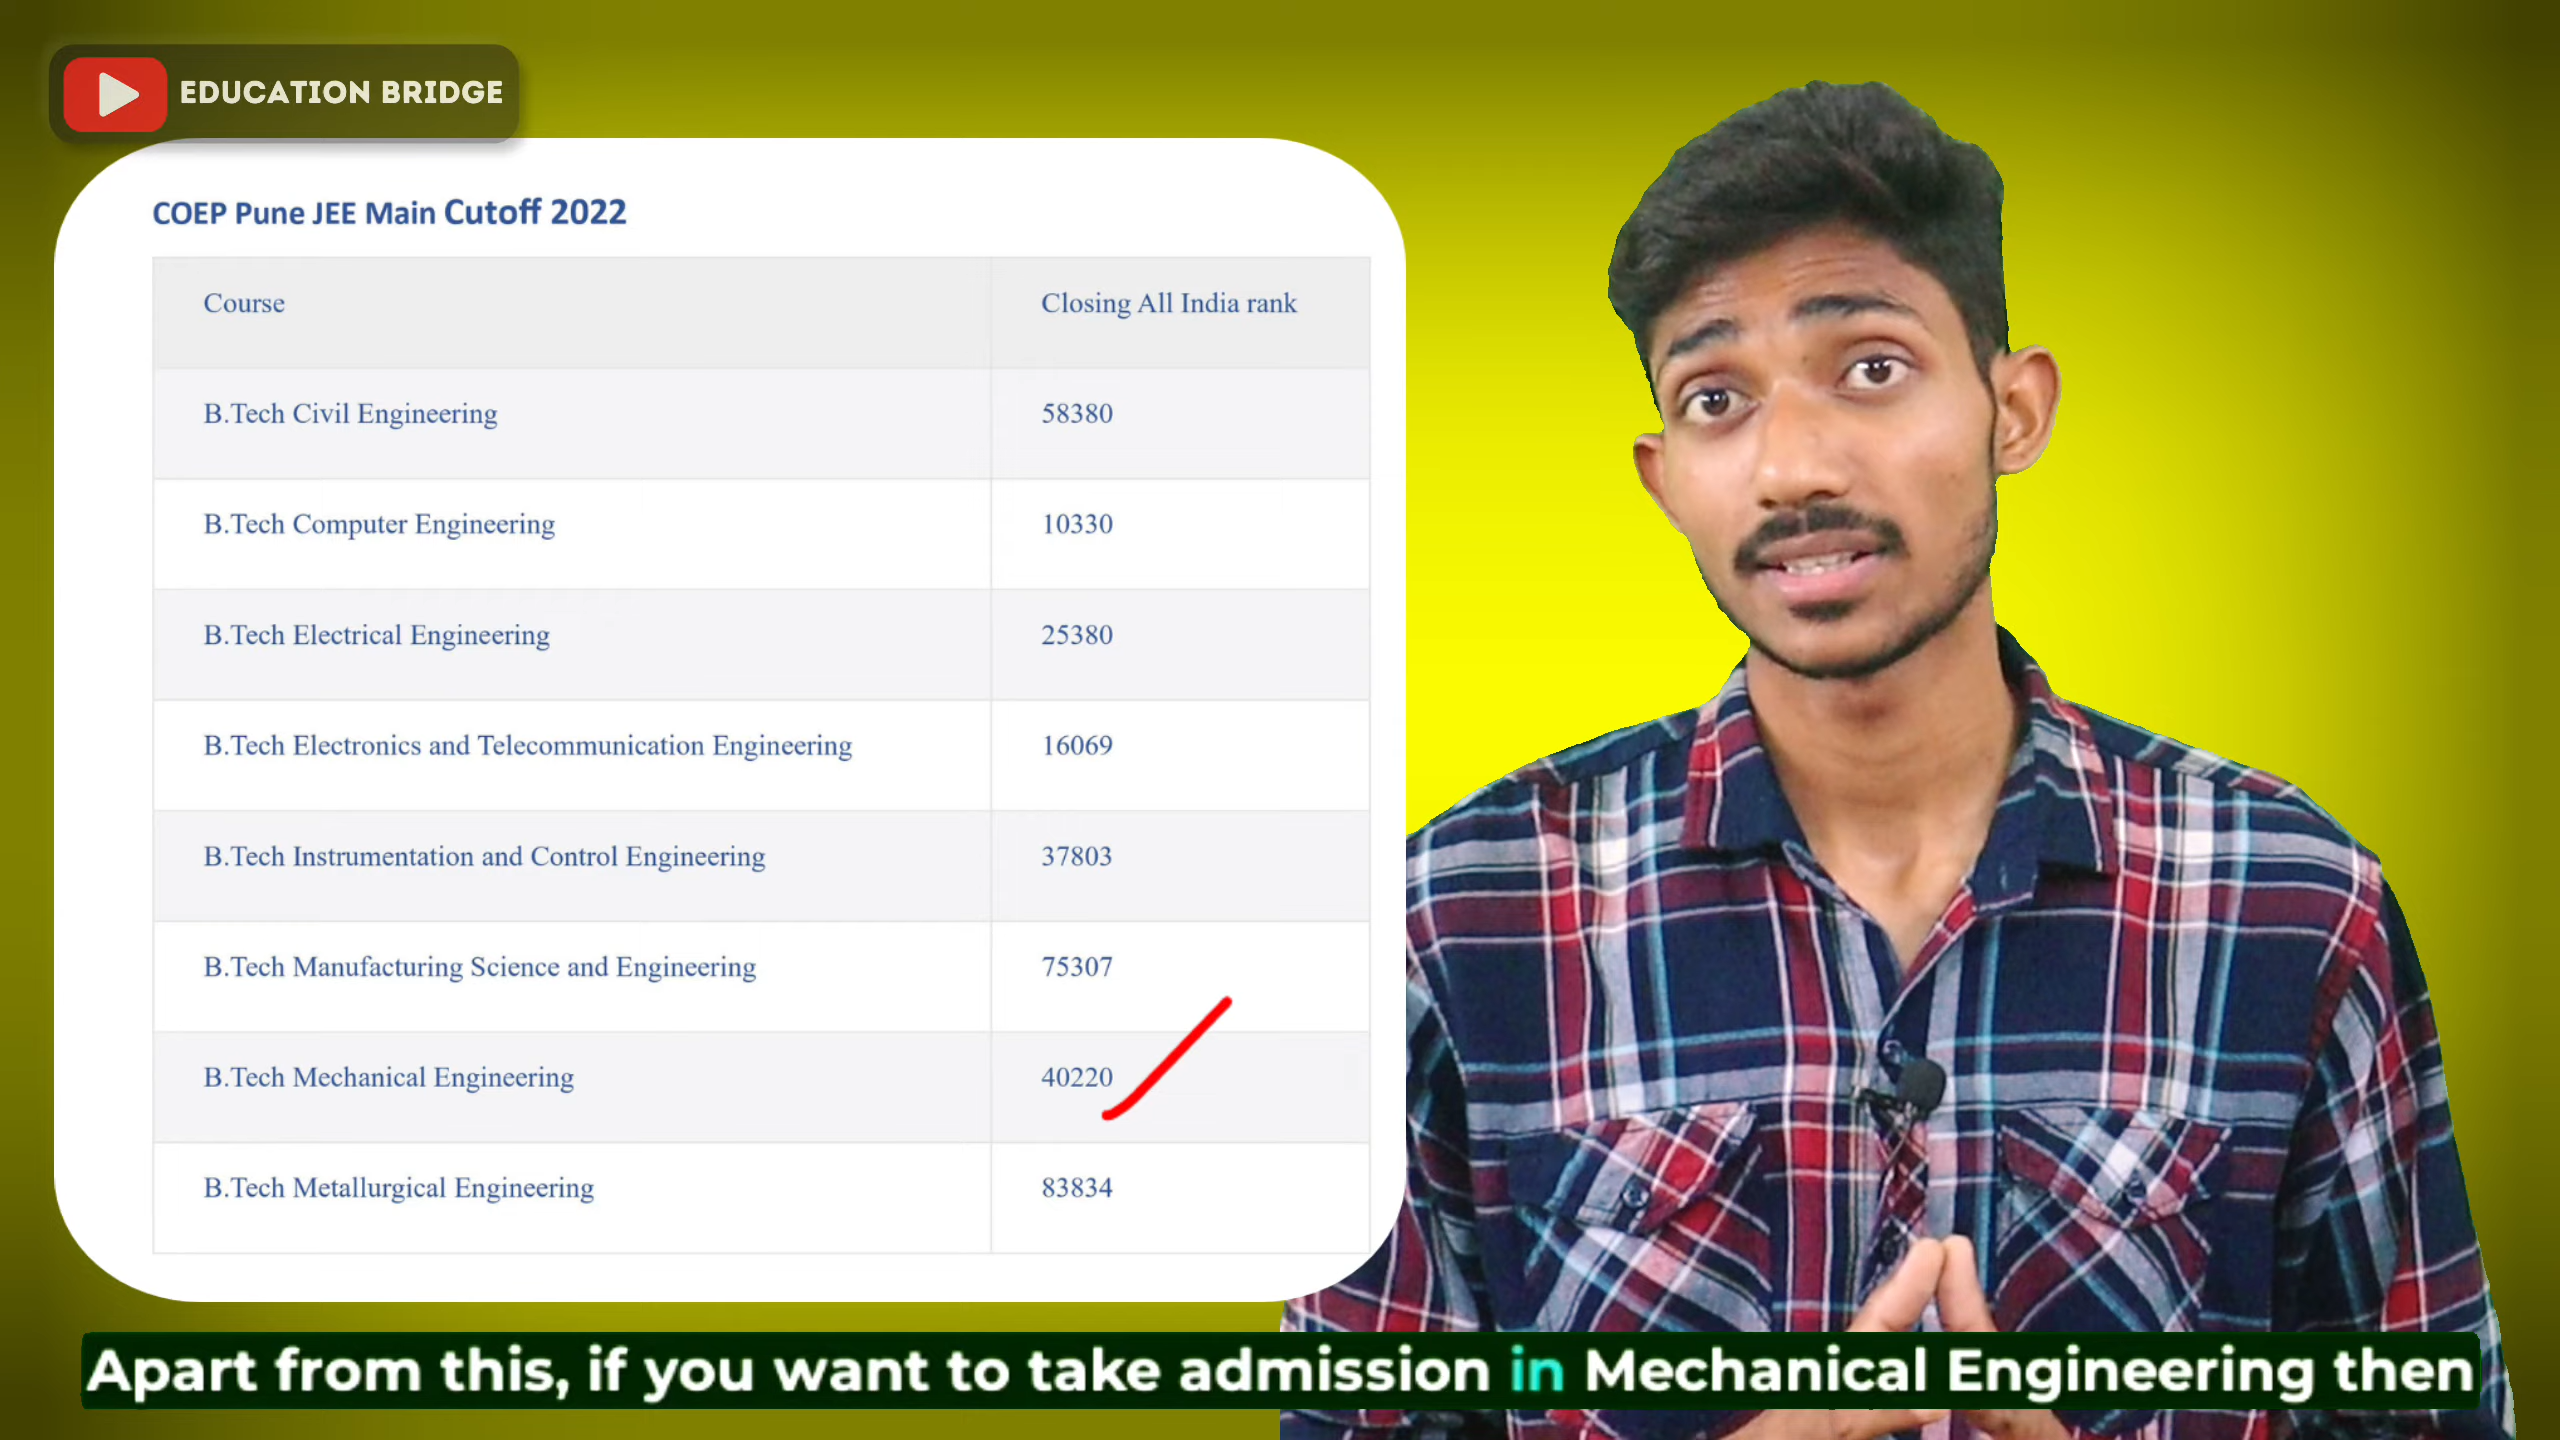 EDUCATION BRIDGE
COEP Pune JEE Main Cutoff 2022
Course Closing All India rank
B.Tech Civil Engineering 58380
B.Tech Computer Engineering 10330
B.Tech Electrical Engineering 25380
B.Tech Electronics and Telecommunication Engineering 16069
B.Tech Instrumentation and Control Engineering 37803
B.Tech Manufacturing Science and Engineering 75307
B.Tech Mechanical Engineering 40220
B.Tech Metallurgical Engineering 83834
Apart from this, if you want to take admission in Mechanical Engineering then